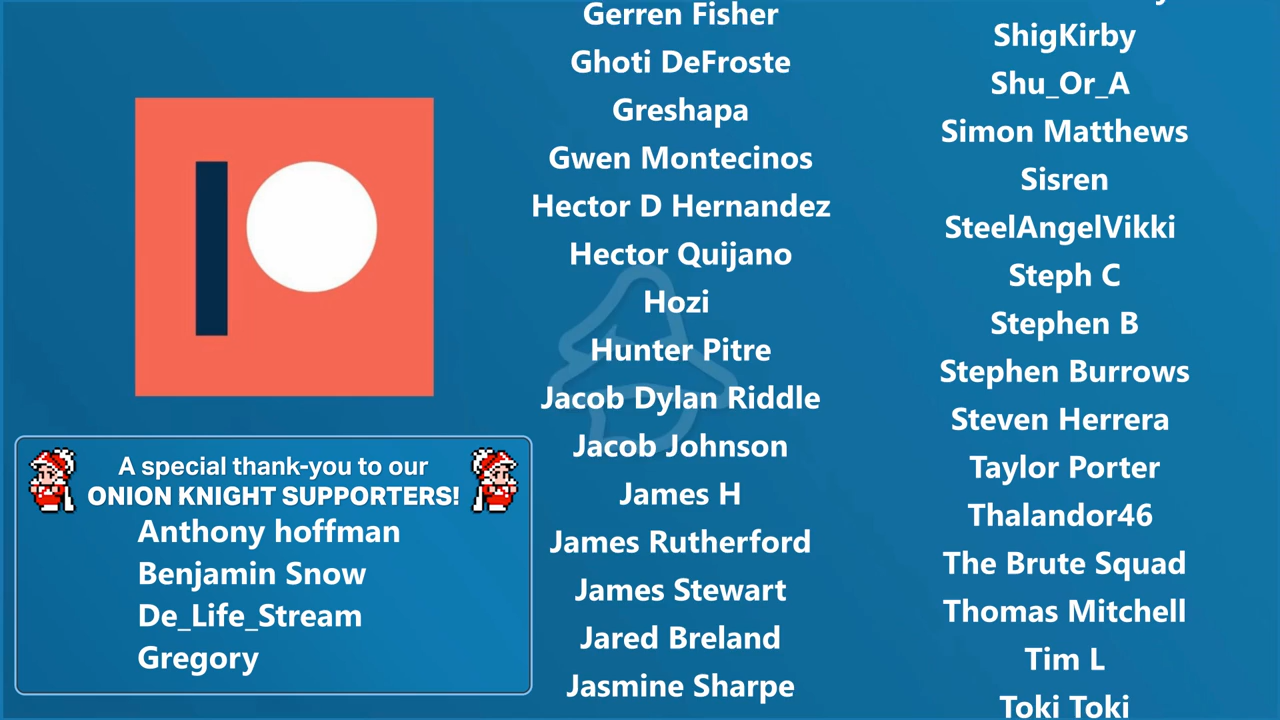 A special thank-you to our
ONION KNIGHT SUPPORTERS!
Anthony hoffman
Benjamin Snow
De_Life_Stream
Gregory
Gerren Fisher
Ghoti DeFroste
Greshapa
Gwen Montecinos
Hector D Hernandez
Hector Quijano
Hozi
Hunter Pitre
Jacob Dylan Riddle
Jacob Johnson
James H
James Rutherford
James Stewart
Jared Breland
Jasmine Sharpe
ShigKirby
Shu_Or_A
Simon Matthews
Sisren
SteelAngelVikki
Steph C
Stephen B
Stephen Burrows
Steven Herrera
Taylor Porter
Thalandor46
The Brute Squad
Thomas Mitchell
Tim L
Toki Toki